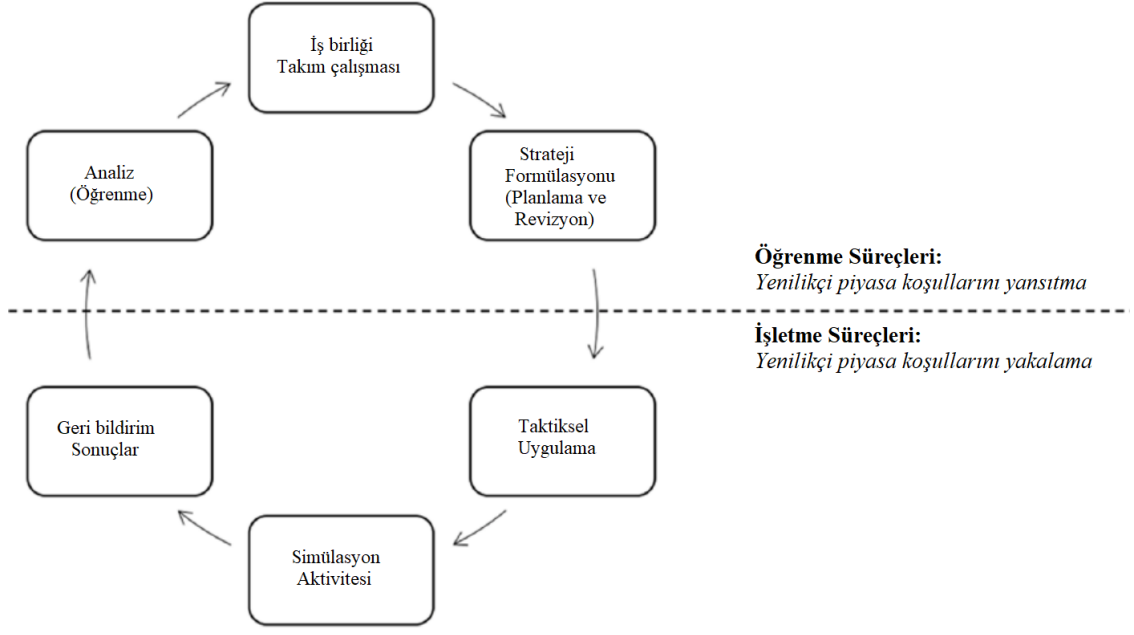 İş birliği
Takım çalışması
Analiz
(Öğrenme)
Strateji
Formülasyonu
(Planlama ve
Revizyon)
Öğrenme Süreçleri:
Yenilikçi piyasa koşullarını yansıtma
İşletme Süreçleri:
Yenilikçi piyasa koşullarını yakalama
Geri bildirim
Sonuçlar
Taktiksel
Uygulama
Simülasyon
Aktivitesi